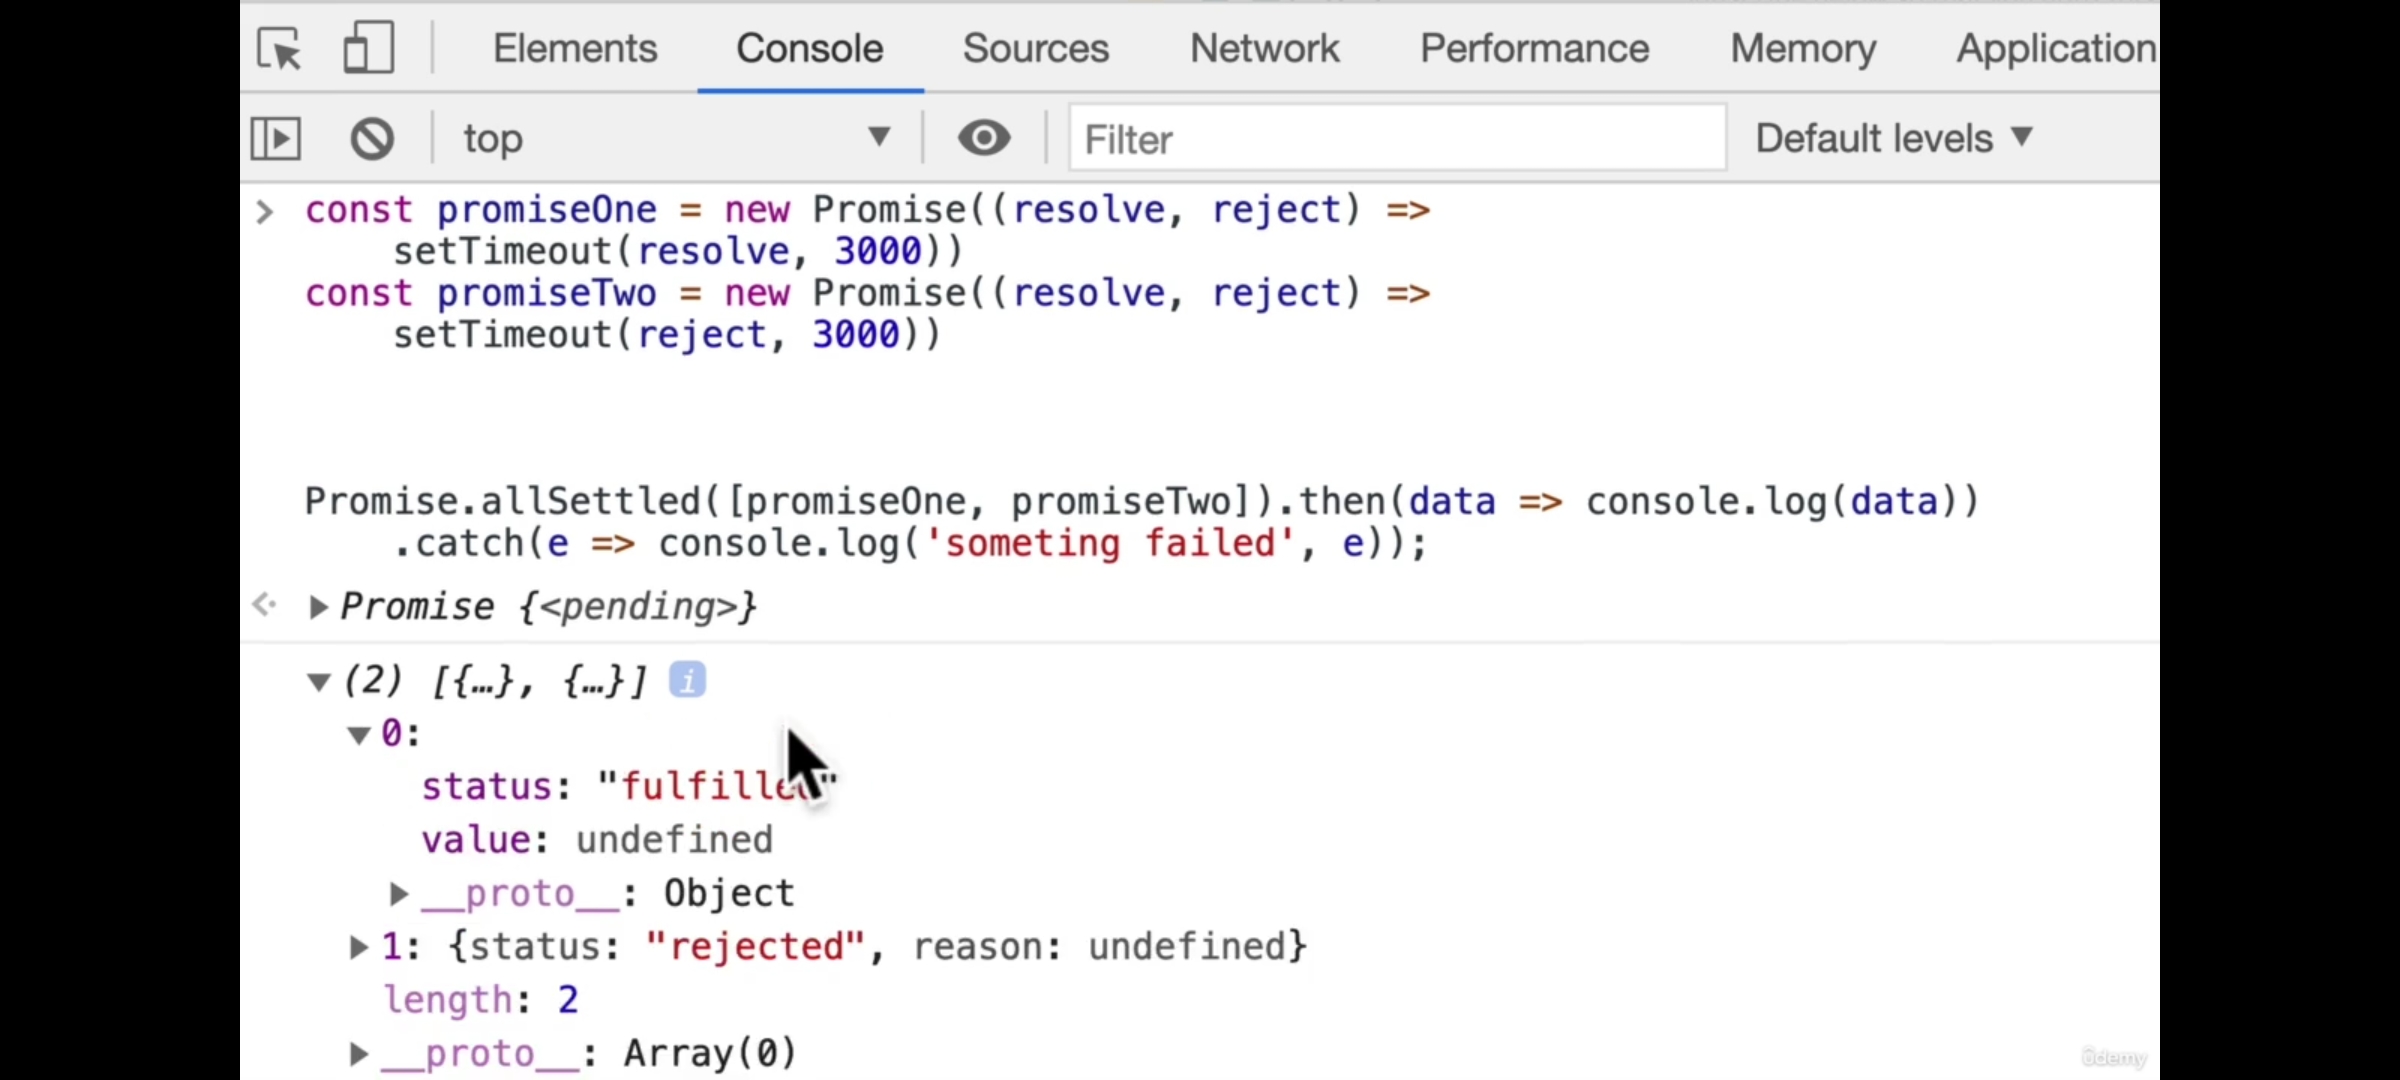 Elements Console Sources Network Performance Memory Application
top Filter Default levels
const promiseOne = new Promise((resolve, reject) =>
setTimeout(resolve, 3000))
const promiseTwo = new Promise((resolve, reject) =>
setTimeout(reject, 3000))
Promise.allSettled([promiseOne, promiseTwo]).then(data => console.log(data))
.catch(e => console.log('someting failed', e));
Promise {<pending>}
(2) [{…}, {…}] i
0:
status: "fulfilled"
value: undefined
__proto__: Object
1: {status: "rejected", reason: undefined}
length: 2
__proto__: Array(0)
ûdemy